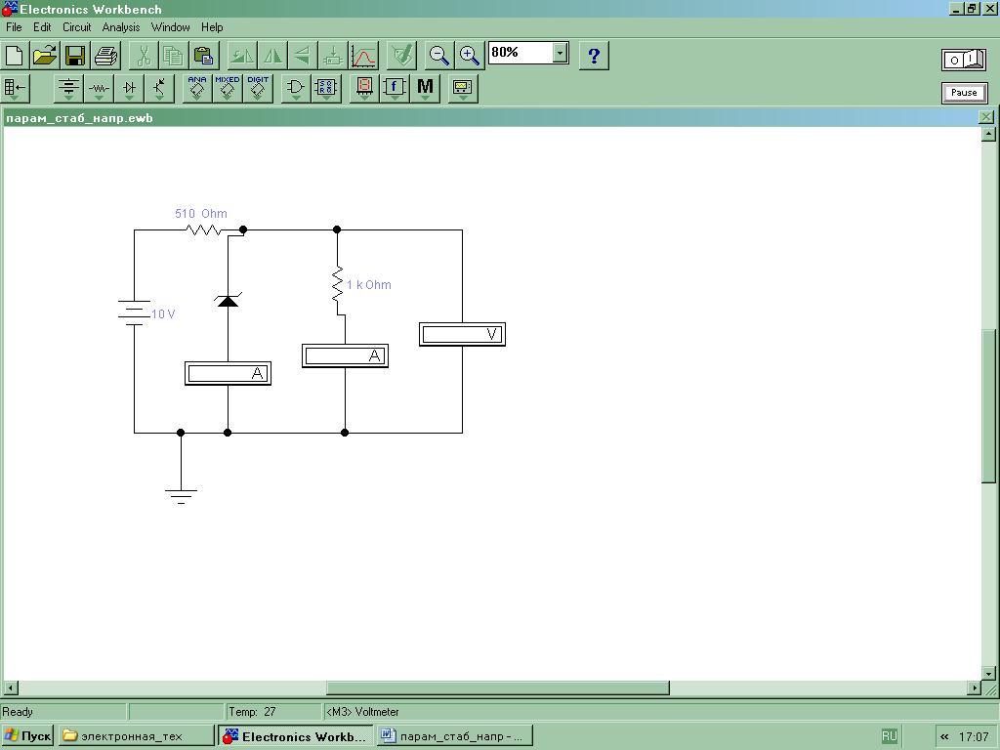 Electronics Workbench
File Edit Circuit Analysis Window Help
80%
?
O I
ANA MIXED DIGIT
f M
Pause
парам_стаб_напр.ewb
510 Ohm
1 k Ohm
10 V
V
A
A
Ready Temp: 27 <M3> Voltmeter
Пуск электронная_тех Electronics Workb... парам_стаб_напр - ... RU « 17:07